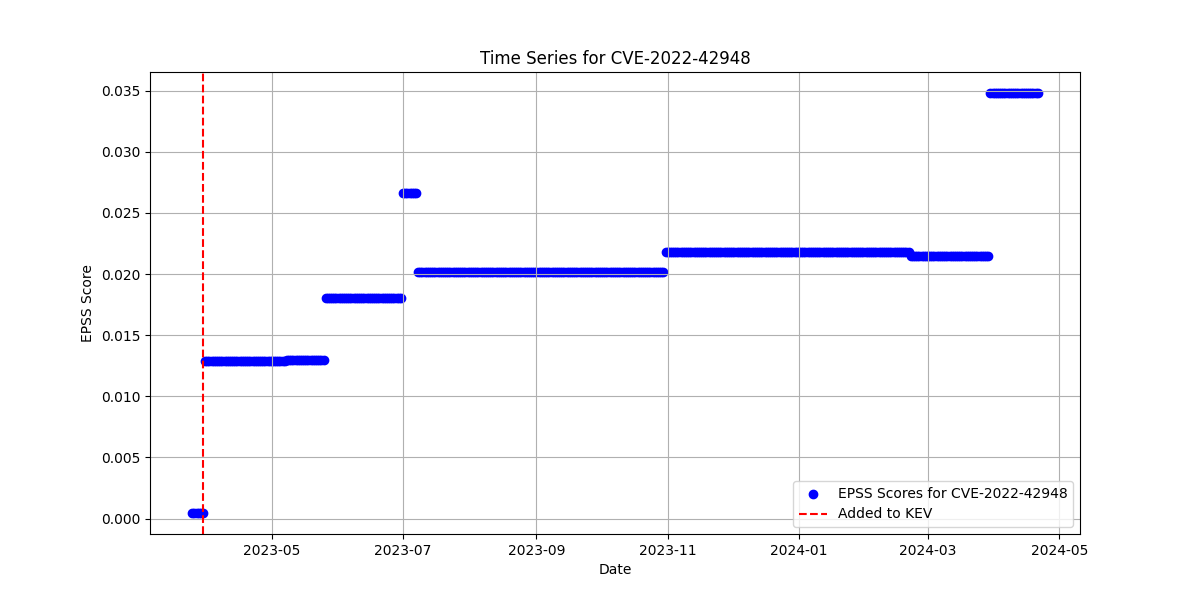 Time Series for CVE-2022-42948
EPSS Score
0.035
0.030
0.025
0.020
0.015
0.010
0.005
0.000
EPSS Scores for CVE-2022-42948
Added to KEV
2023-05 2023-07 2023-09 2023-11 2024-01 2024-03 2024-05
Date